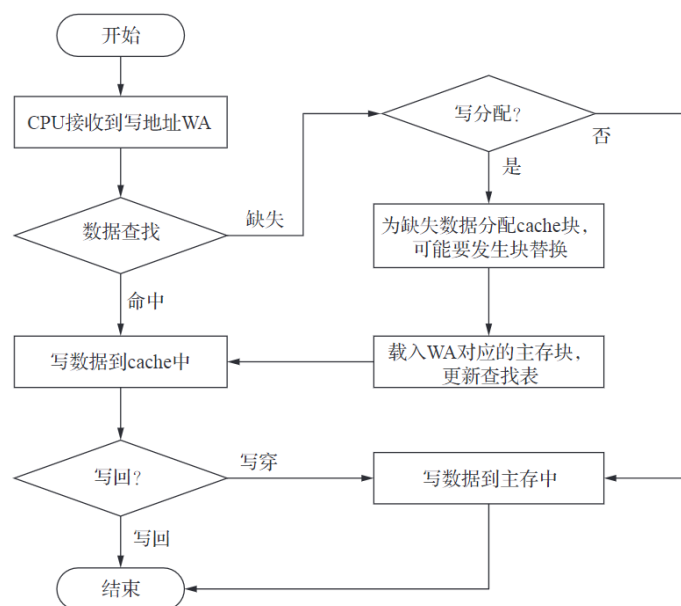 开始
CPU接收到写地址WA
数据查找
缺失
命中
写分配?
否
是
为缺失数据分配cache块,
可能要发生块替换
载入WA对应的主存块,
更新查找表
写数据到cache中
写回?
写穿
写回
写数据到主存中
结束